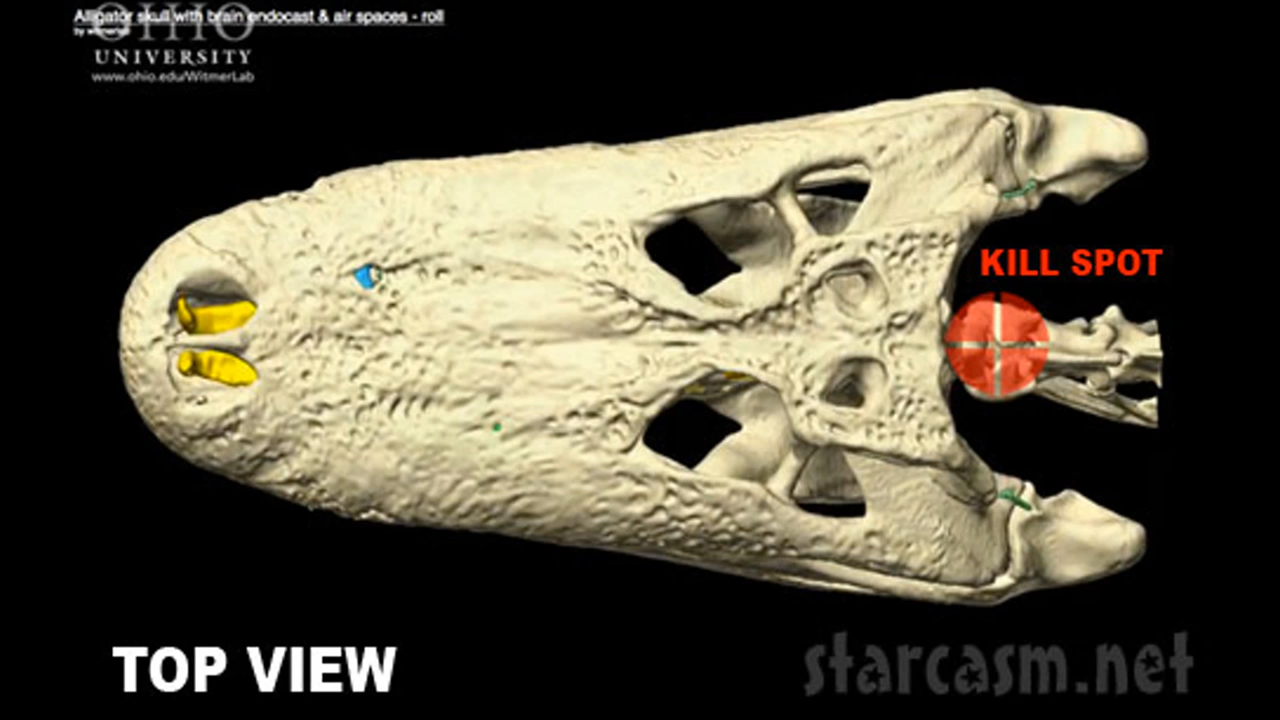 Alligator skull with brain endocast & air spaces - roll
OHIO
UNIVERSITY
www.ohio.edu/WitmerLab
KILL SPOT
TOP VIEW
starcasm.net